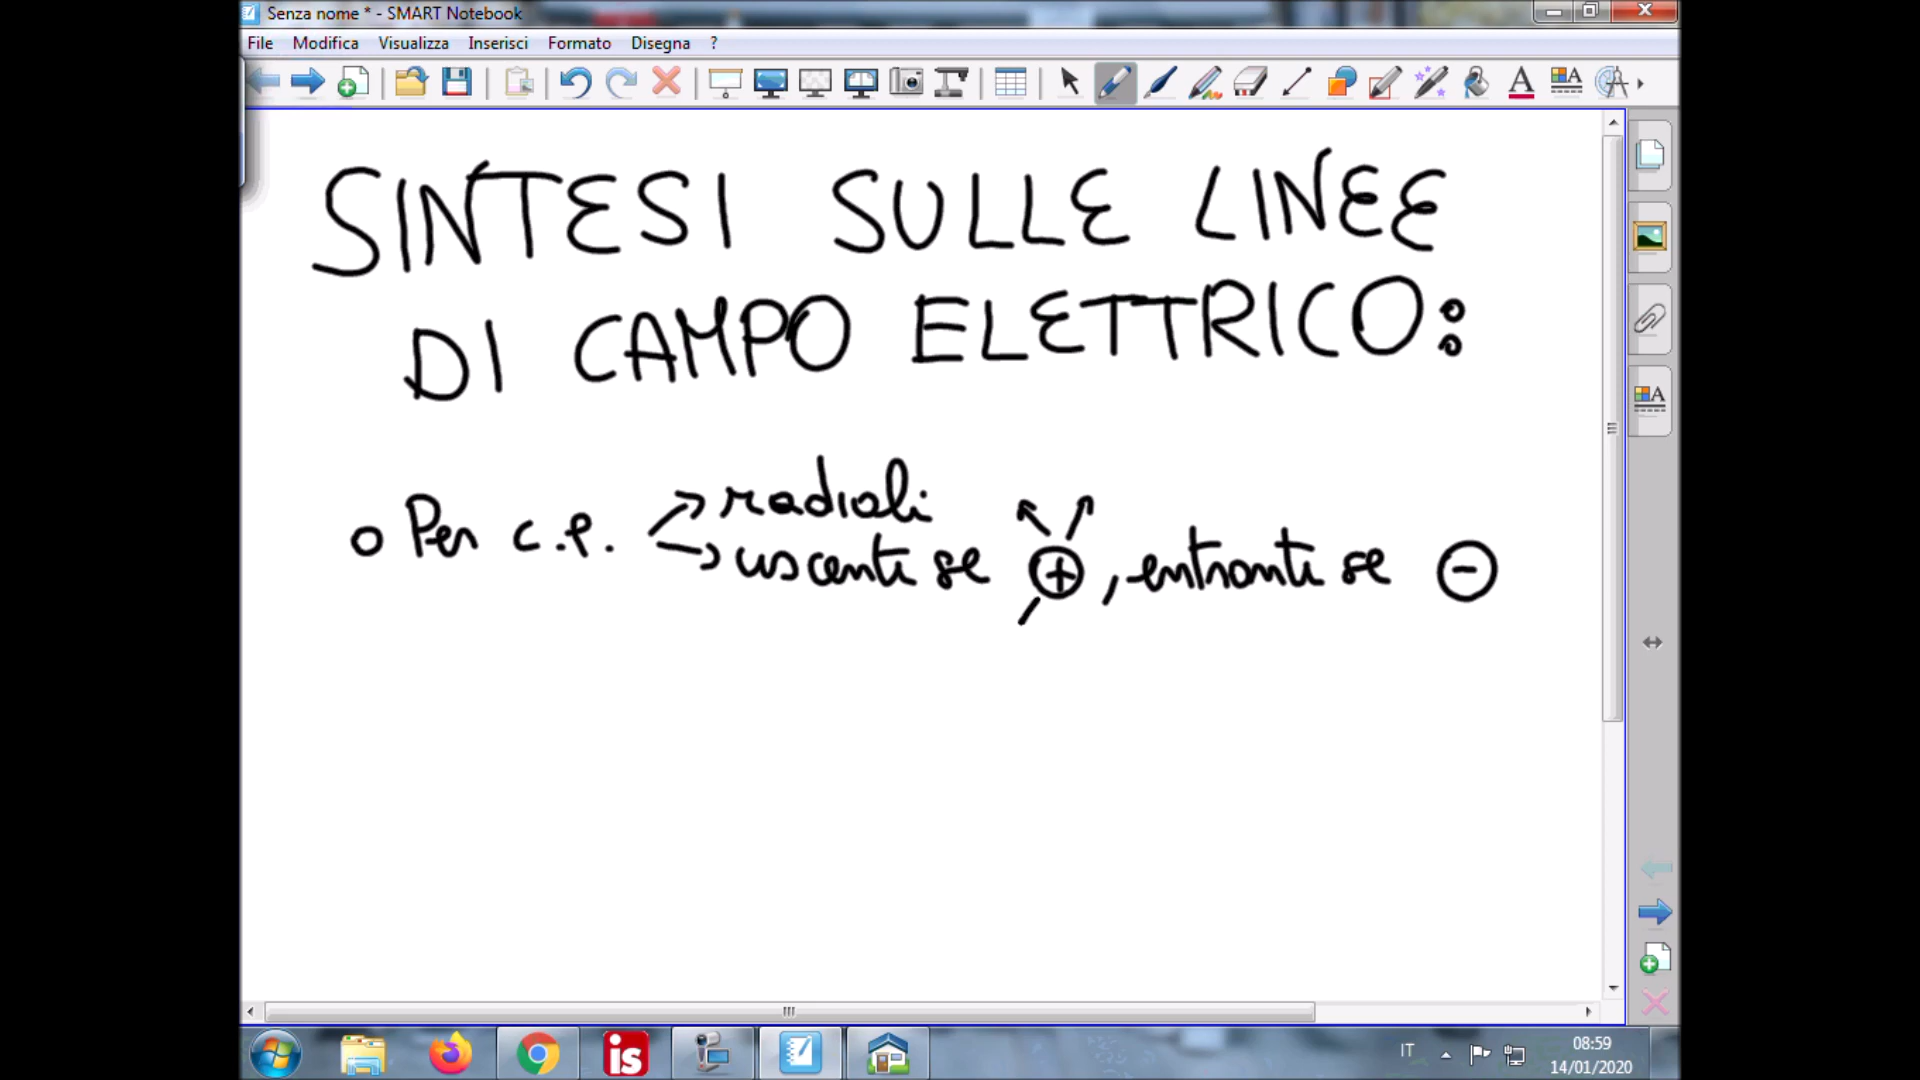 Senza nome * - SMART Notebook
File Modifica Visualizza Inserisci Formato Disegna ?
SINTESI SULLE LINEE
DI CAMPO ELETTRICO:
o Per c.p. → radiali
→ uscenti se ⊕, entranti se ⊖
is
IT
08:59
14/01/2020